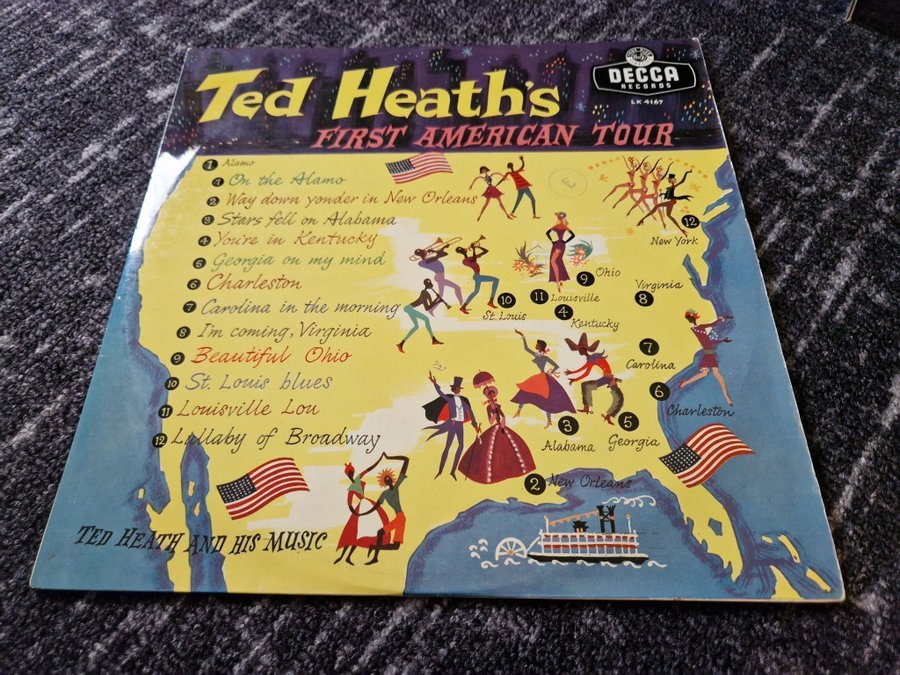 Ted Heath's
FIRST AMERICAN TOUR
DECCA
RECORDS
LK 4167
1 Alamo
1 On the Alamo
2 Way down yonder in New Orleans
3 Stars fell on Alabama
4 You're in Kentucky
5 Georgia on my mind
6 Charleston
7 Carolina in the morning
8 I'm coming, Virginia
9 Beautiful Ohio
10 St. Louis blues
11 Louisville Lou
12 Lullaby of Broadway
E
12
New York
9 Ohio
Virginia
8
10
St. Louis
11 Louisville
4
Kentucky
7
Carolina
6
Charleston
3
Alabama
5
Georgia
2 New Orleans
H
TED HEATH AND HIS MUSIC